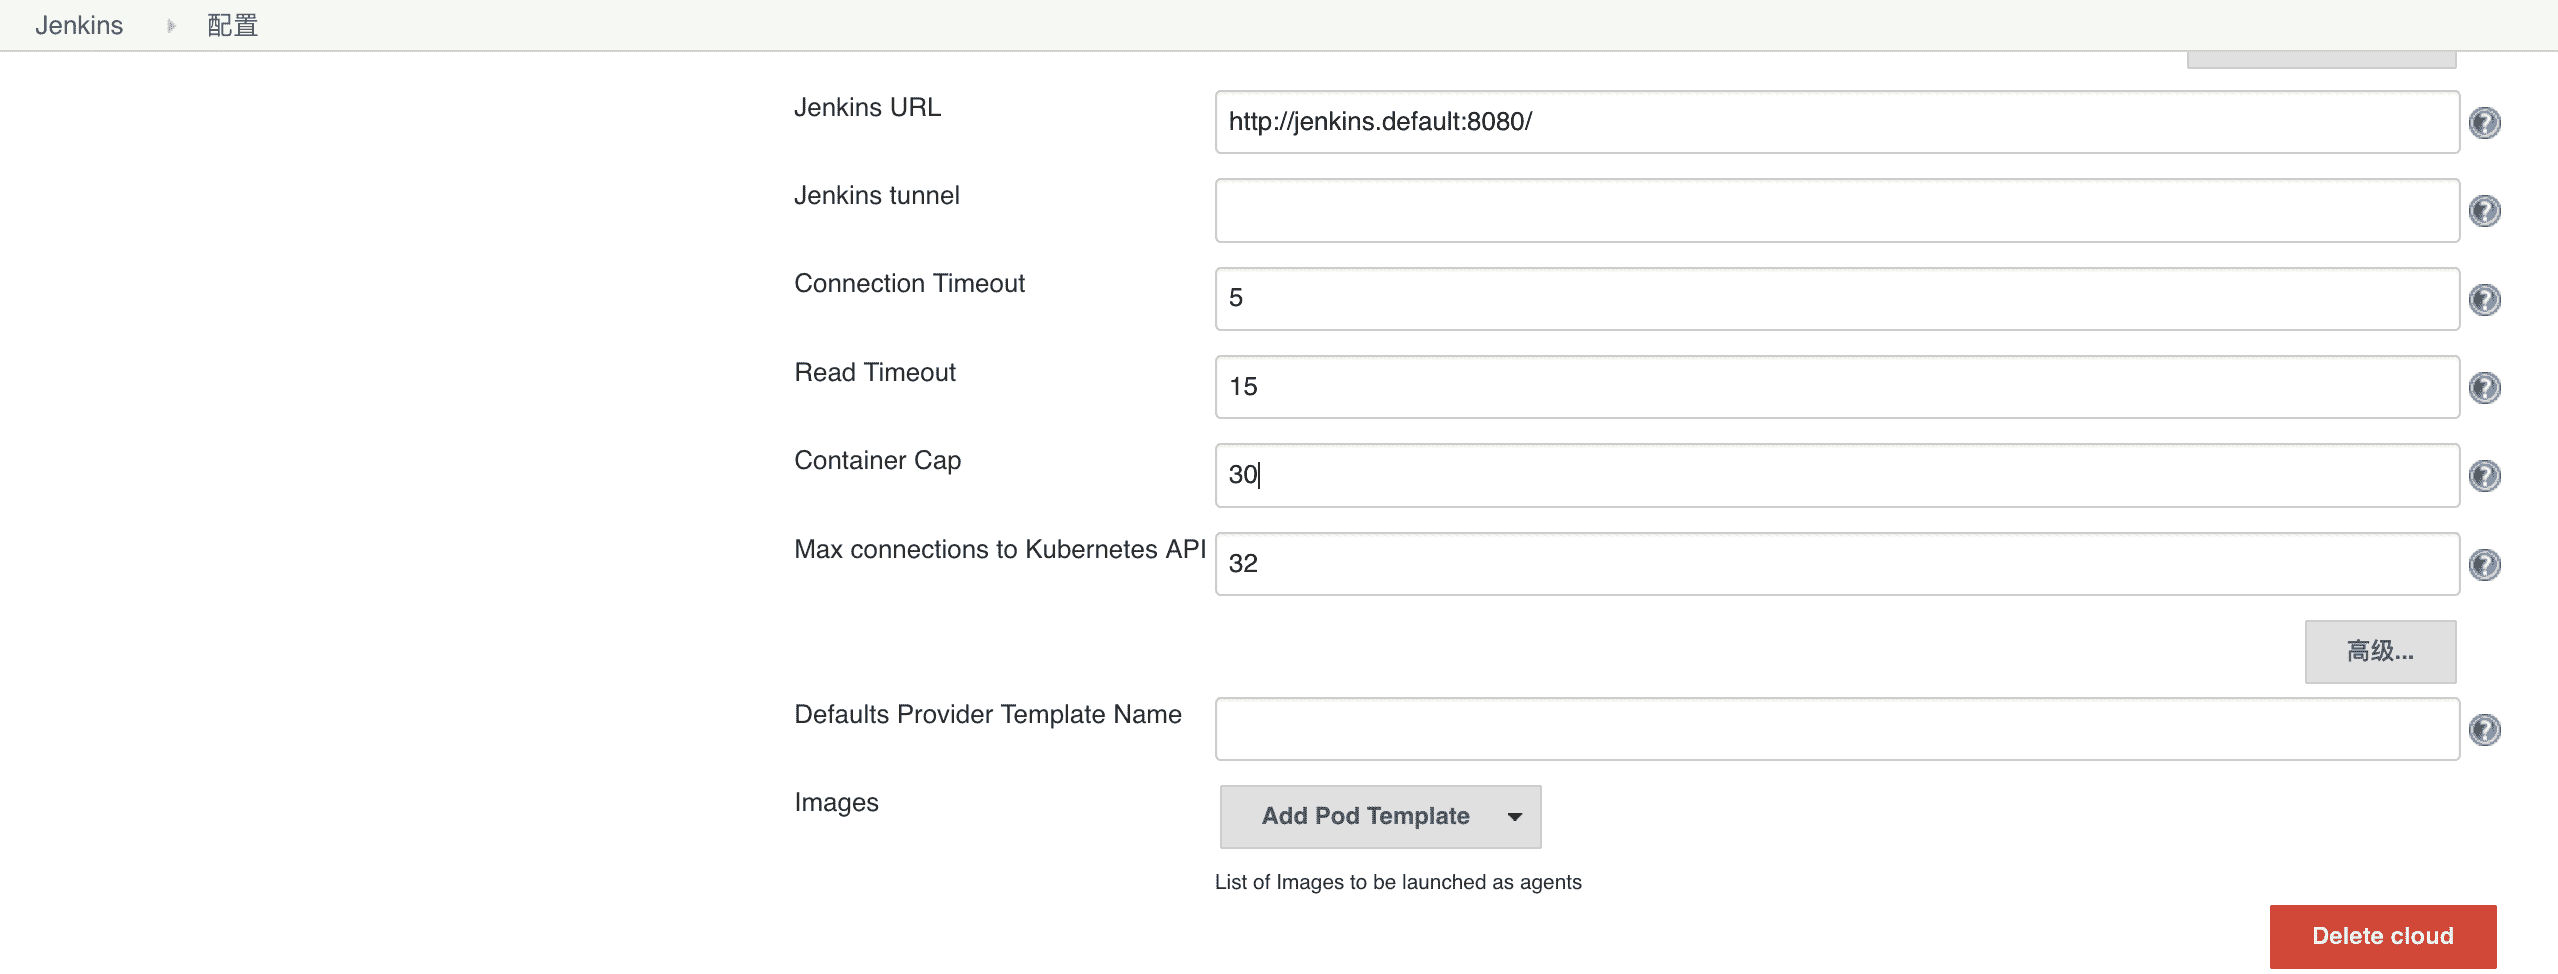 Jenkins 配置
Jenkins URL http://jenkins.default:8080/
Jenkins tunnel
Connection Timeout 5
Read Timeout 15
Container Cap 30
Max connections to Kubernetes API 32
高级...
Defaults Provider Template Name
Images Add Pod Template
List of Images to be launched as agents
Delete cloud